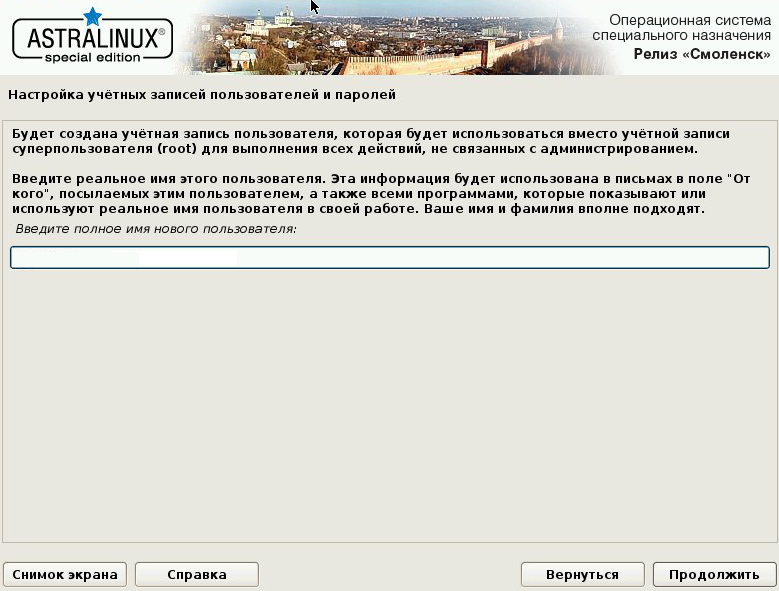 ASTRALINUX®
special edition
Операционная система
специального назначения
Релиз «Смоленск»
Настройка учётных записей пользователей и паролей
Будет создана учётная запись пользователя, которая будет использоваться вместо учётной записи
суперпользователя (root) для выполнения всех действий, не связанных с администрированием.
Введите реальное имя этого пользователя. Эта информация будет использована в письмах в поле "От
кого", посылаемых этим пользователем, а также всеми программами, которые показывают или
используют реальное имя пользователя в своей работе. Ваше имя и фамилия вполне подходят.
Введите полное имя нового пользователя:
Снимок экрана
Справка
Вернуться
Продолжить